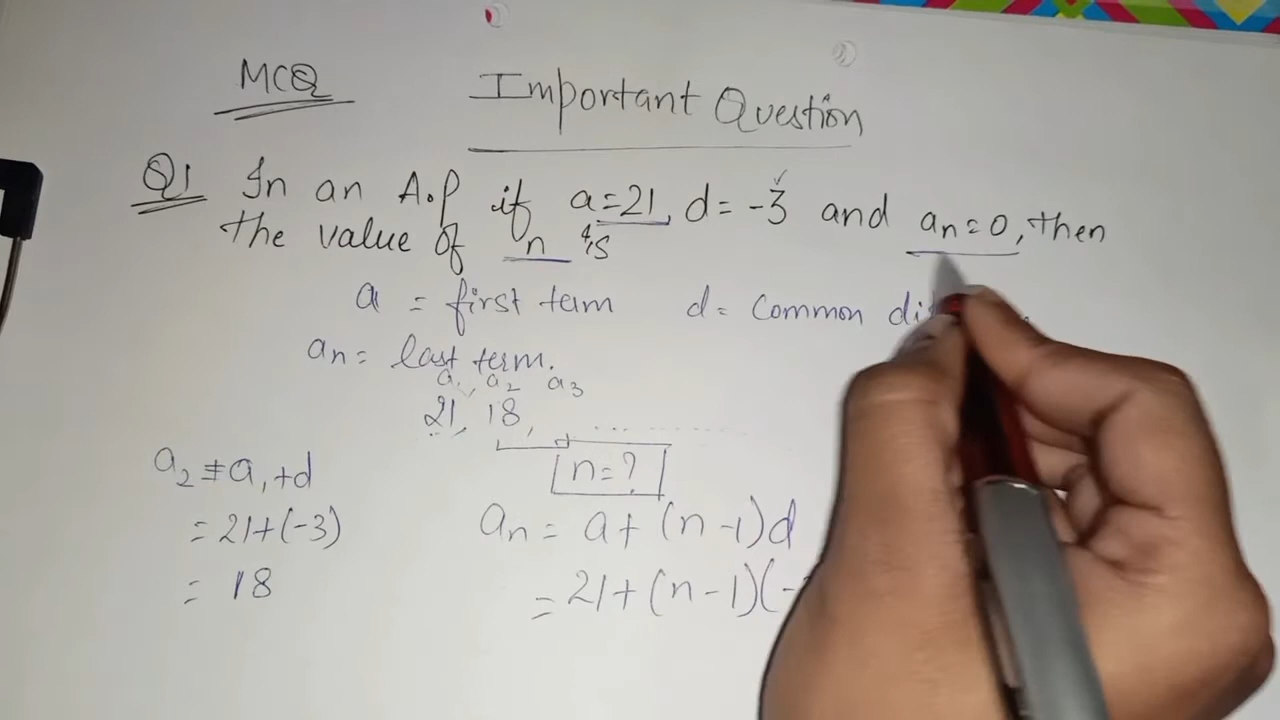 MCQ
Important Question
Q1 In an A.P if a=21, d=-3 and an=0, then
the value of n is
a = first term d= Common
an= last term.
a1, a2 a3
21, 18, ...........
n=?
a2=a1+d
=21+(-3)
= 18
an= a+(n-1)d
= 21+(n-1)(-